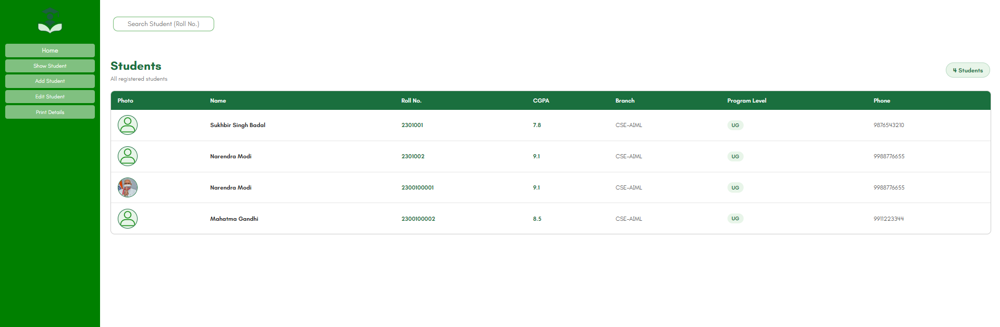 Search Student (Roll No.)
Home
Show Student
Add Student
Edit Student
Print Details
Students
All registered students
4 Students
Photo Name Roll No. CGPA Branch Program Level Phone
Sukhbir Singh Badal 2301001 7.8 CSE-AIML UG 9876543210
Narendra Modi 2301002 9.1 CSE-AIML UG 9988776655
Narendra Modi 2300100001 9.1 CSE-AIML UG 9988776655
Mahatma Gandhi 2300100002 8.5 CSE-AIML UG 9911223344